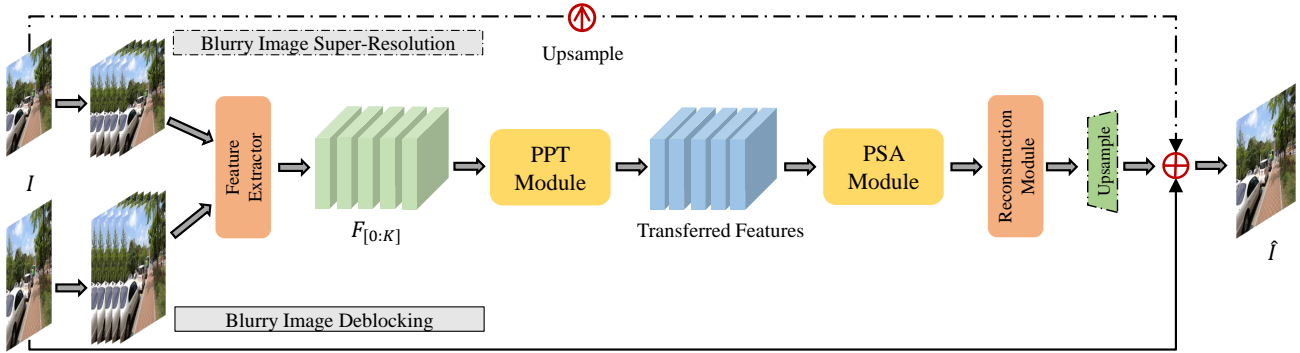 Blurry Image Super-Resolution
Upsample
I
Feature
Extractor
F[0:K]
PPT
Module
Transferred Features
PSA
Module
Reconstruction
Module
Upsample
Î
Blurry Image Deblocking